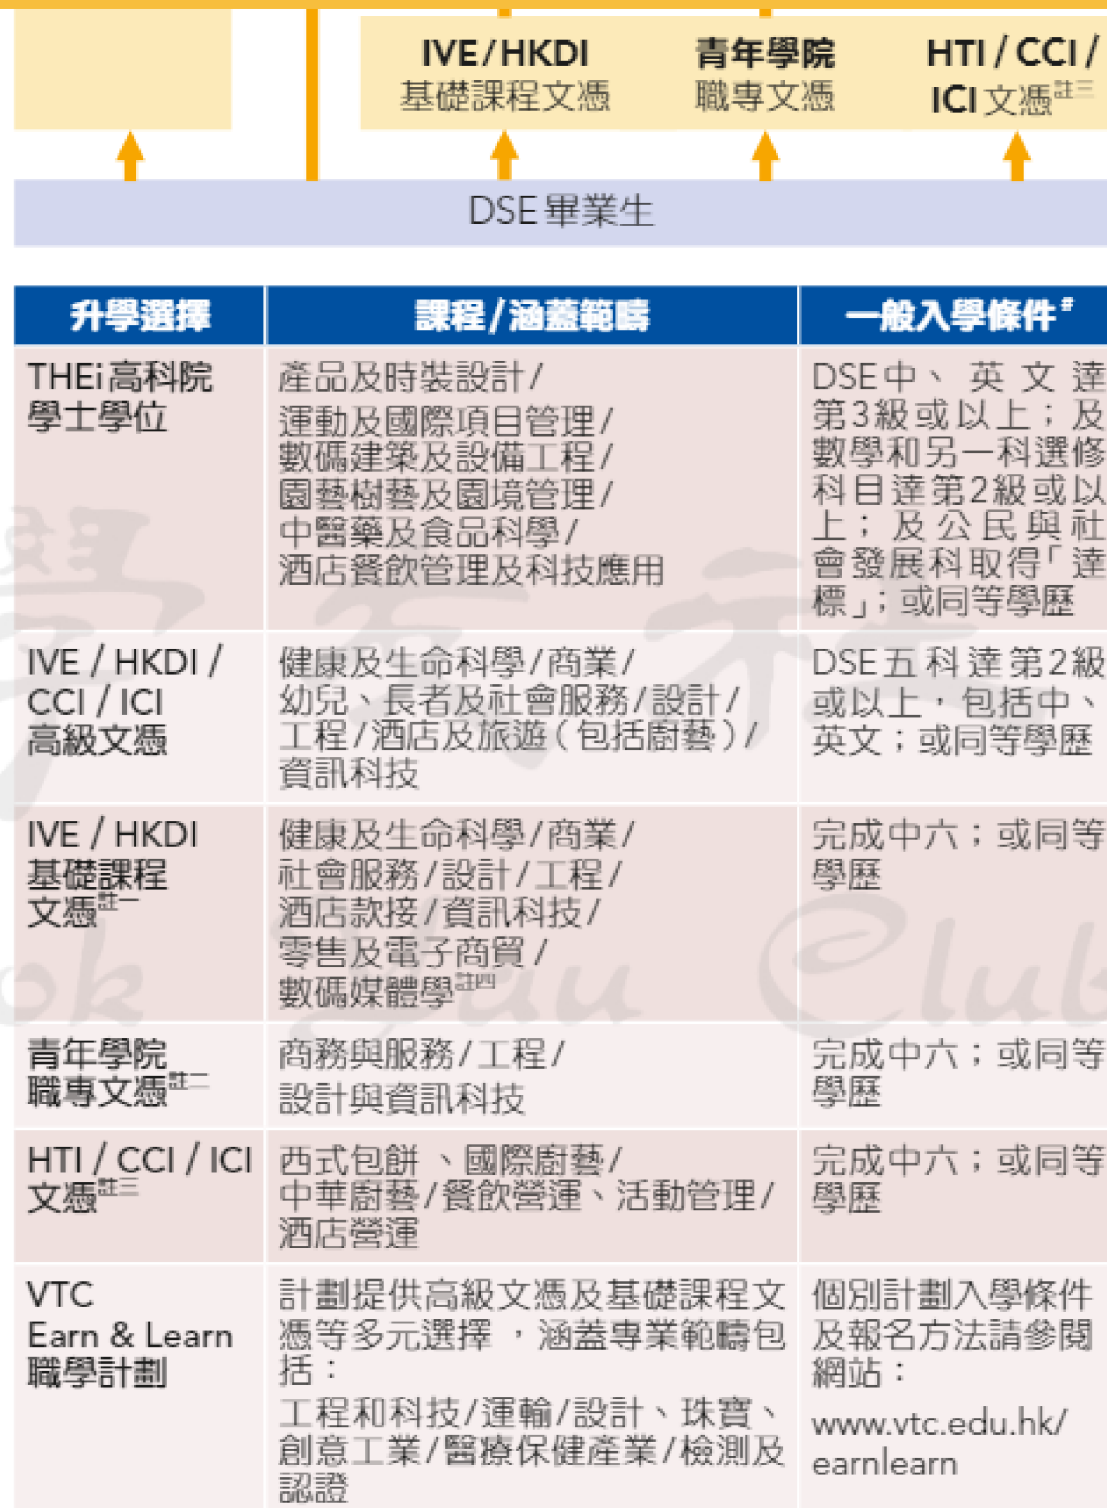 IVE/HKDI
基礎課程文憑
青年學院
職專文憑
HTI / CCI /
ICI 文憑註三
DSE 畢業生
升學選擇
課程/涵蓋範疇
一般入學條件#
THEi高科院
學士學位
產品及時裝設計/
運動及國際項目管理/
數碼建築及設備工程/
園藝樹藝及園境管理/
中醫藥及食品科學/
酒店餐飲管理及科技應用
DSE中、英文達
第3級或以上；及
數學和另一科選修
科目達第2級或以
上；及公民與社
會發展科取得「達
標」；或同等學歷
IVE / HKDI /
CCI / ICI
高級文憑
健康及生命科學/商業/
幼兒、長者及社會服務/設計/
工程/酒店及旅遊（包括廚藝）/
資訊科技
DSE五科達第2級
或以上，包括中、
英文；或同等學歷
IVE / HKDI
基礎課程
文憑註一
健康及生命科學/商業/
社會服務/設計/工程/
酒店款接/資訊科技/
零售及電子商貿/
數碼媒體學註四
完成中六；或同等
學歷
青年學院
職專文憑註二
商務與服務/工程/
設計與資訊科技
完成中六；或同等
學歷
HTI / CCI / ICI
文憑註三
西式包餅、國際廚藝/
中華廚藝/餐飲營運、活動管理/
酒店營運
完成中六；或同等
學歷
VTC
Earn & Learn
職學計劃
計劃提供高級文憑及基礎課程文
憑等多元選擇，涵蓋專業範疇包
括：
工程和科技/運輸/設計、珠寶、
創意工業/醫療保健產業/檢測及
認證
個別計劃入學條件
及報名方法請參閱
網站：
www.vtc.edu.hk/
earnlearn
學友社
ok Yau Club